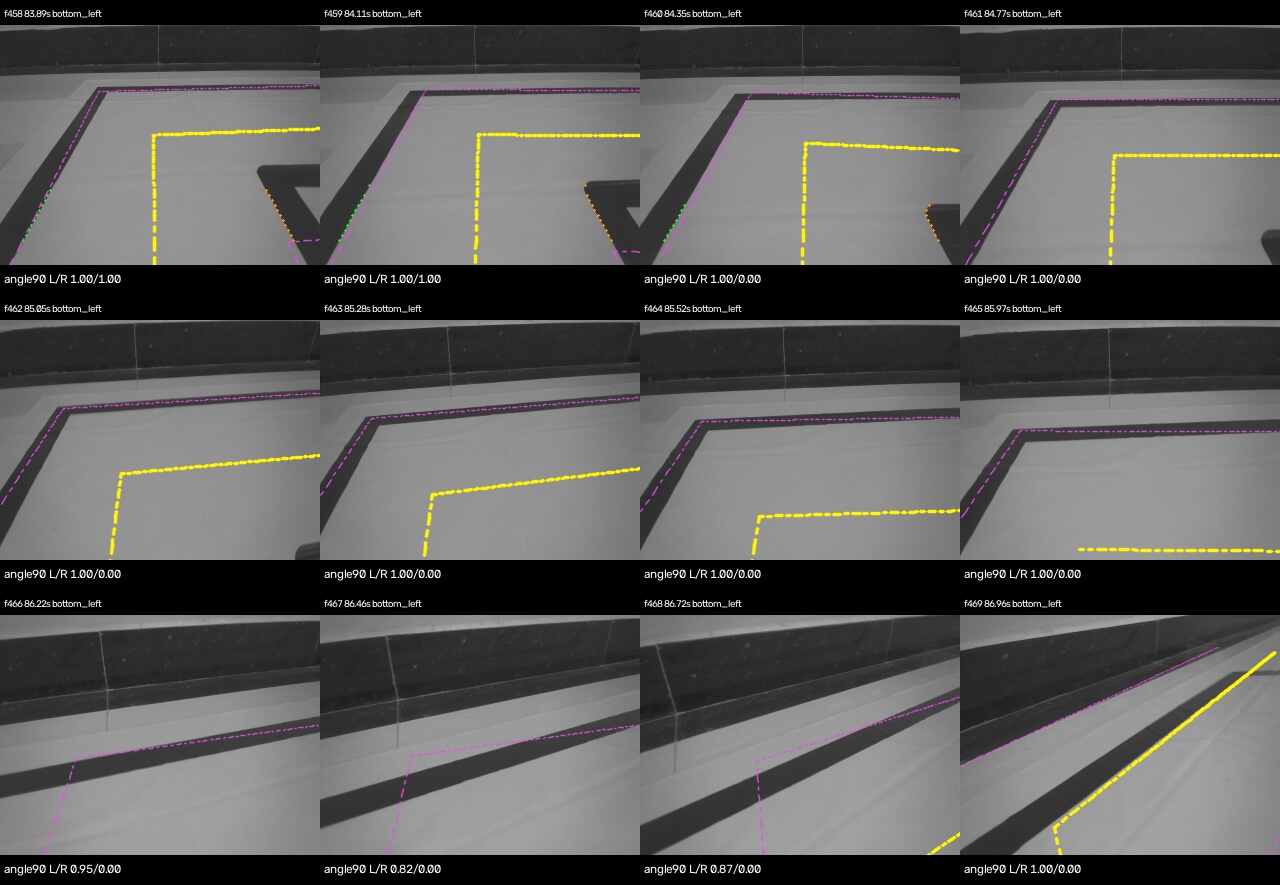 f458 83.89s bottom_left
f459 84.11s bottom_left
f460 84.35s bottom_left
f461 84.77s bottom_left
angle90 L/R 1.00/1.00
angle90 L/R 1.00/1.00
angle90 L/R 1.00/0.00
angle90 L/R 1.00/0.00
f462 85.05s bottom_left
f463 85.28s bottom_left
f464 85.52s bottom_left
f465 85.97s bottom_left
angle90 L/R 1.00/0.00
angle90 L/R 1.00/0.00
angle90 L/R 1.00/0.00
angle90 L/R 1.00/0.00
f466 86.22s bottom_left
f467 86.46s bottom_left
f468 86.72s bottom_left
f469 86.96s bottom_left
angle90 L/R 0.95/0.00
angle90 L/R 0.82/0.00
angle90 L/R 0.87/0.00
angle90 L/R 1.00/0.00